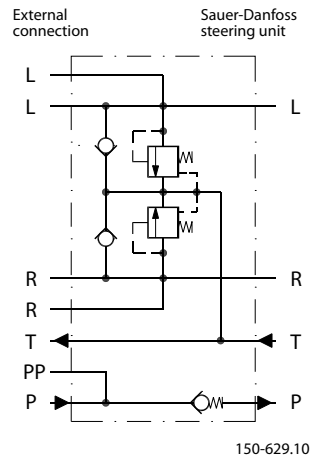 External Sauer-Danfoss
connection steering unit
L
L L
R R
R
T T
PP
P P
150-629.10